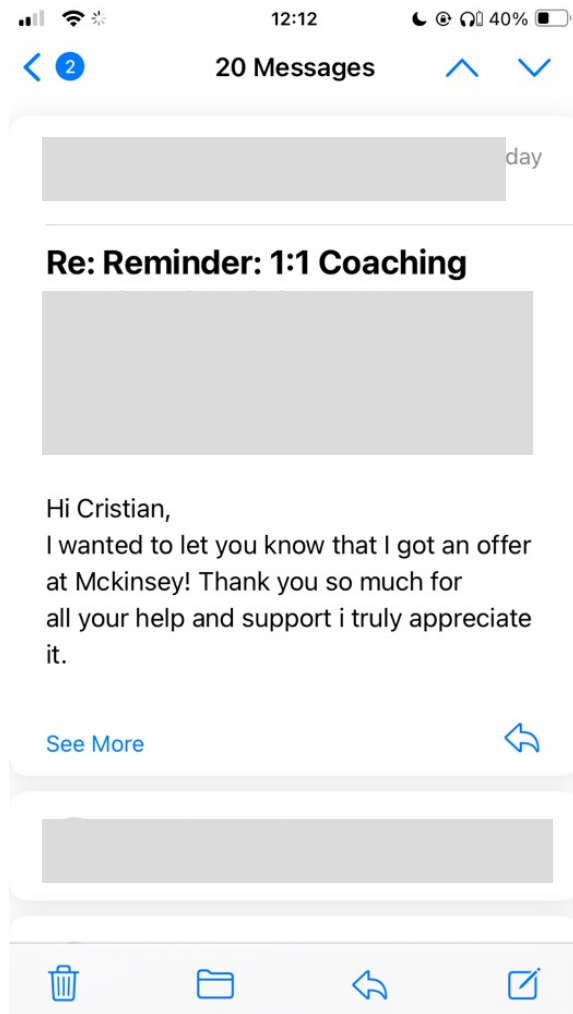 12:12
40%
2
20 Messages
day
Re: Reminder: 1:1 Coaching
Hi Cristian,
I wanted to let you know that I got an offer
at Mckinsey! Thank you so much for
all your help and support i truly appreciate
it.
See More